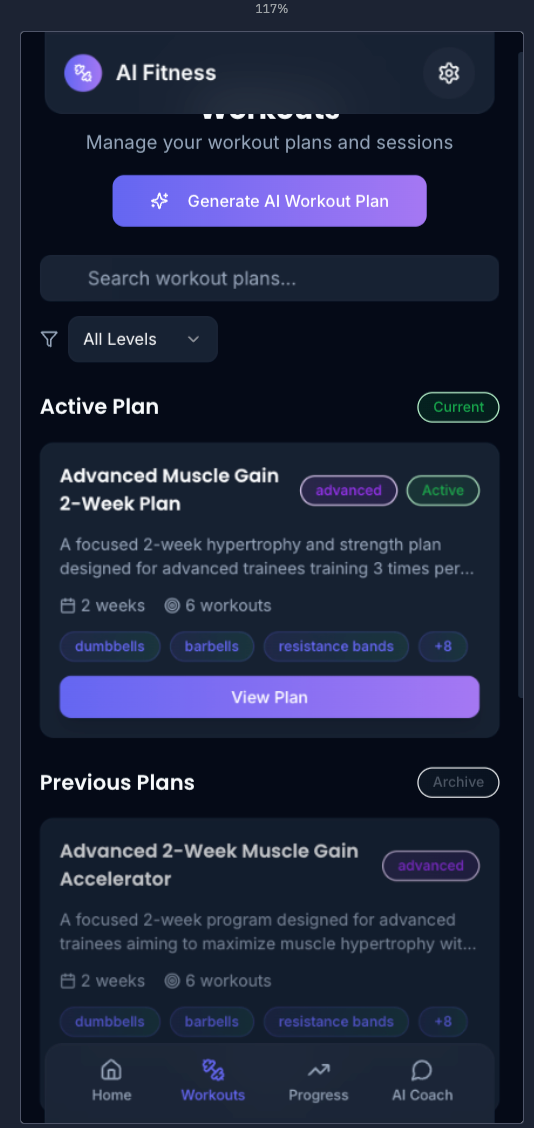 117%
AI Fitness
Workouts
Manage your workout plans and sessions
Generate AI Workout Plan
Search workout plans...
All Levels
Active Plan
Current
Advanced Muscle Gain
2-Week Plan
advanced
Active
A focused 2-week hypertrophy and strength plan
designed for advanced trainees training 3 times per...
2 weeks
6 workouts
dumbbells
barbells
resistance bands
+8
View Plan
Previous Plans
Archive
Advanced 2-Week Muscle Gain
Accelerator
advanced
A focused 2-week program designed for advanced
trainees aiming to maximize muscle hypertrophy wit...
2 weeks
6 workouts
dumbbells
barbells
resistance bands
+8
Home
Workouts
Progress
AI Coach